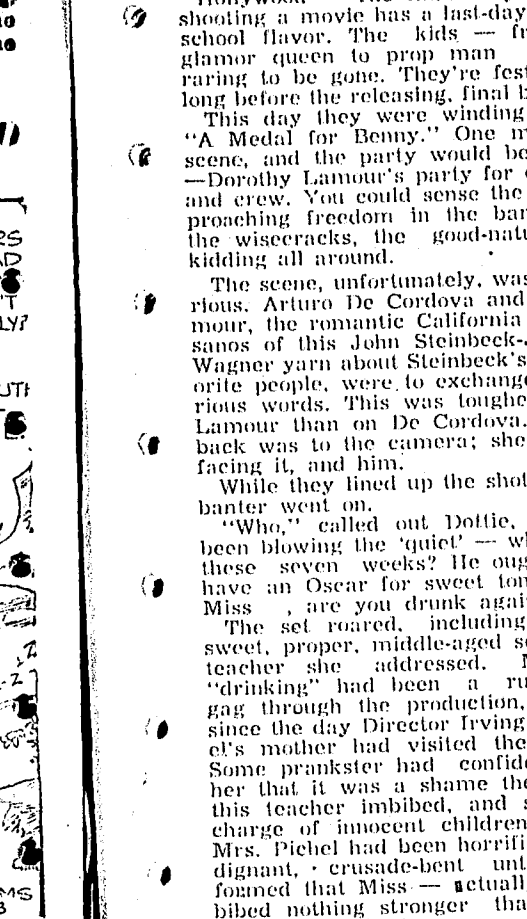 shooting a movie has a last-day
school flavor. The kids — fr
glamor queen to prop man
raring to be gone. They're fest
long before the releasing, final b
This day they were winding
"A Medal for Benny." One m
scene, and the party would be
—Dorothy Lamour's party for
and crew. You could sense the
proaching freedom in the ban
the wisecracks, the good-natu
kidding all around.
The scene, unfortunately, was
rious. Arturo De Cordova and
mour, the romantic California
sanos of this John Steinbeck-
Wagner yarn about Steinbeck's
orite people, were to exchange
rious words. This was toughe
Lamour than on De Cordova.
back was to the camera; she
facing it, and him.
While they lined up the shot
banter went on.
"Who," called out Dottie,
been blowing the 'quiet' — wh
these seven weeks? He oug
have an Oscar for sweet ton
Miss , are you drunk agai
The set roared, including
sweet, proper, middle-aged s
teacher she addressed. M
"drinking" had been a ru
gag through the production,
since the day Director Irving
el's mother had visited the
Some prankster had confide
her that it was a shame the
this teacher imbibed, and s
charge of innocent children
Mrs. Pichel had been horrifi
dignant, crusade-bent unt
formed that Miss — actuall
bibed nothing stronger tha
RS
AD
'T
LY?
UTH
Z
-Z
MS
3